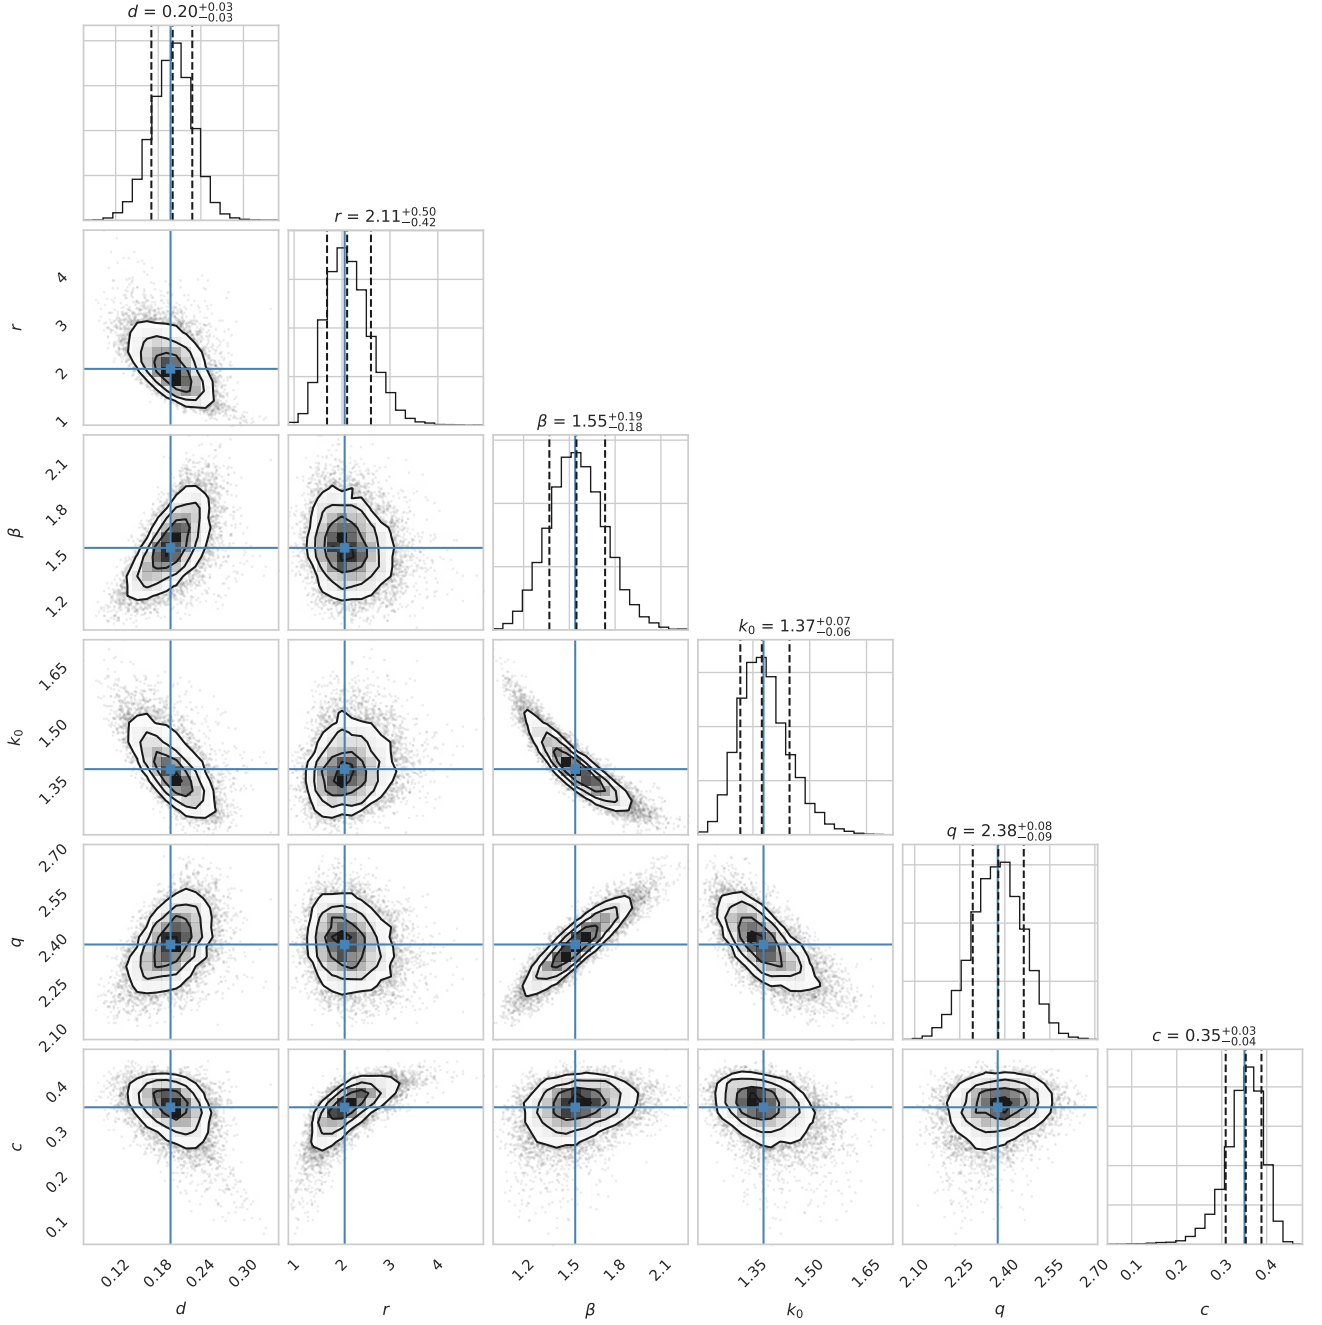 d = 0.20+0.03−0.03
r = 2.11+0.50−0.42
4
3
2
1
r
β = 1.55+0.19−0.18
2.1
1.8
1.5
1.2
β
k0 = 1.37+0.07−0.06
1.65
1.50
1.35
k0
q = 2.38+0.08−0.09
2.70
2.55
2.40
2.25
2.10
q
c = 0.35+0.03−0.04
0.4
0.3
0.2
0.1
c
0.12 0.18 0.24 0.30 1 2 3 4 1.2 1.5 1.8 2.1 1.35 1.50 1.65 2.10 2.25 2.40 2.55 2.70 0.1 0.2 0.3 0.4
d r β k0 q c